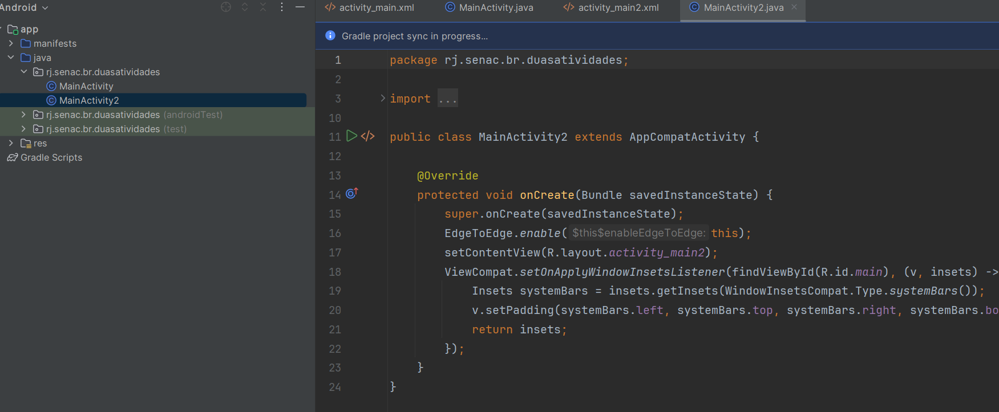 Android
app
manifests
java
rj.senac.br.duasatividades
MainActivity
MainActivity2
rj.senac.br.duasatividades (androidTest)
rj.senac.br.duasatividades (test)
res
Gradle Scripts
activity_main.xml MainActivity.java activity_main2.xml MainActivity2.java
Gradle project sync in progress...
1 package rj.senac.br.duasatividades;
2
3 import ...
10
11 public class MainActivity2 extends AppCompatActivity {
12
13 @Override
14 protected void onCreate(Bundle savedInstanceState) {
15 super.onCreate(savedInstanceState);
16 EdgeToEdge.enable( $this$enableEdgeToEdge: this);
17 setContentView(R.layout.activity_main2);
18 ViewCompat.setOnApplyWindowInsetsListener(findViewById(R.id.main), (v, insets) ->
19 Insets systemBars = insets.getInsets(WindowInsetsCompat.Type.systemBars());
20 v.setPadding(systemBars.left, systemBars.top, systemBars.right, systemBars.bo
21 return insets;
22 });
23 }
24 }